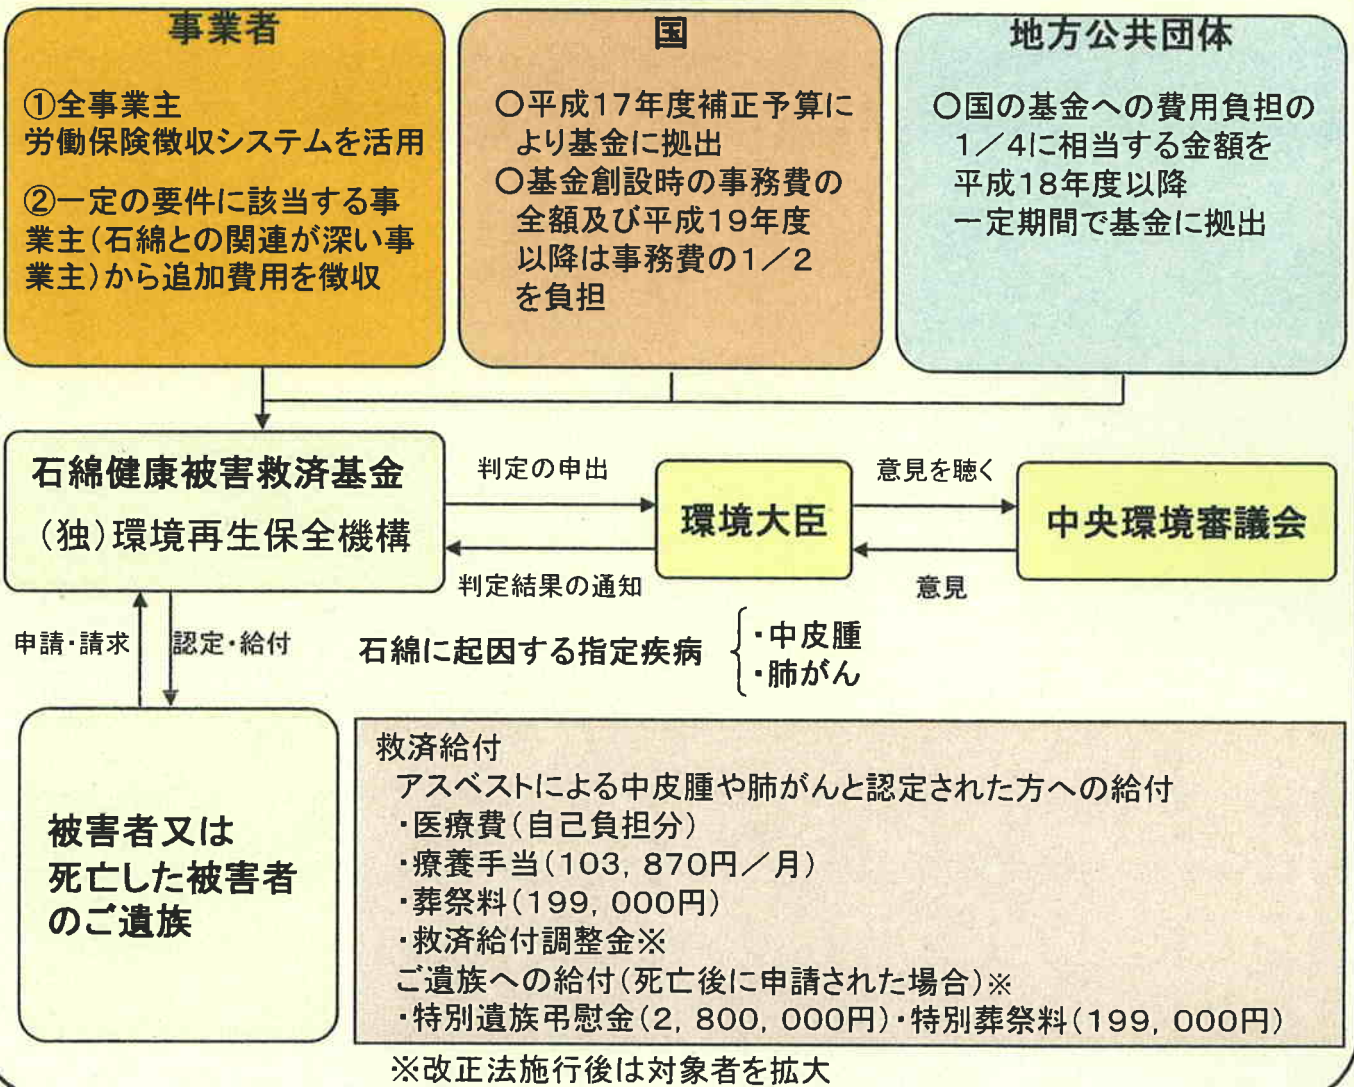 事業者
①全事業主
労働保険徴収システムを活用
②一定の要件に該当する事
業主(石綿との関連が深い事
業主)から追加費用を徴収
国
○平成17年度補正予算に
より基金に拠出
○基金創設時の事務費の
全額及び平成19年度
以降は事務費の1/2
を負担
地方公共団体
○国の基金への費用負担の
1/4に相当する金額を
平成18年度以降
一定期間で基金に拠出
石綿健康被害救済基金
(独)環境再生保全機構
判定の申出
判定結果の通知
環境大臣
意見を聴く
意見
中央環境審議会
申請・請求
認定・給付
石綿に起因する指定疾病
・中皮腫
・肺がん
被害者又は
死亡した被害者
のご遺族
救済給付
アスベストによる中皮腫や肺がんと認定された方への給付
・医療費(自己負担分)
・療養手当(103,870円/月)
・葬祭料(199,000円)
・救済給付調整金※
ご遺族への給付(死亡後に申請された場合)※
・特別遺族弔慰金(2,800,000円)・特別葬祭料(199,000円)
※改正法施行後は対象者を拡大